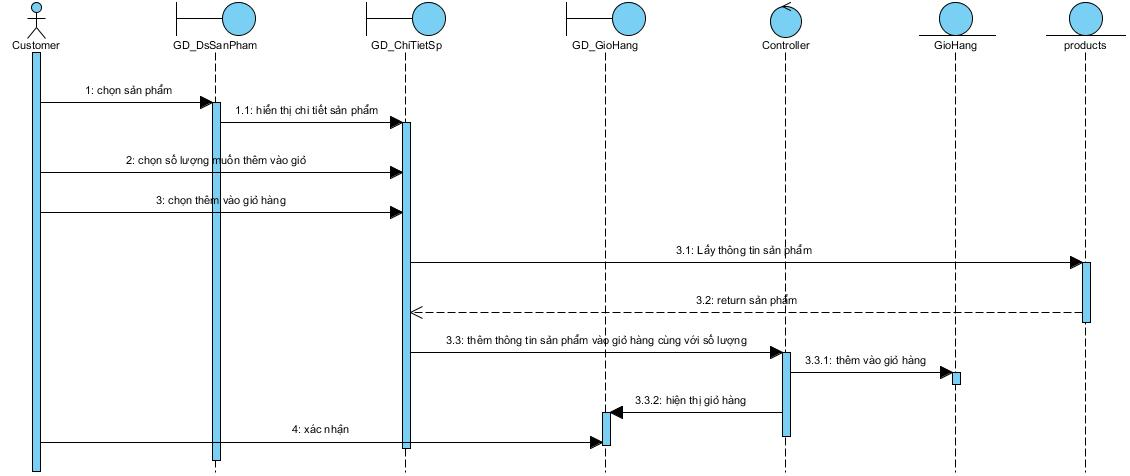 Customer
GD_DsSanPham
GD_ChiTietSp
GD_GioHang
Controller
GioHang
products
1: chọn sản phẩm
1.1: hiển thị chi tiết sản phẩm
2: chọn số lượng muốn thêm vào giỏ
3: chọn thêm vào giỏ hàng
3.1: Lấy thông tin sản phẩm
3.2: return sản phẩm
3.3: thêm thông tin sản phẩm vào giỏ hàng cùng với số lượng
3.3.1: thêm vào giỏ hàng
3.3.2: hiện thị giỏ hàng
4: xác nhận